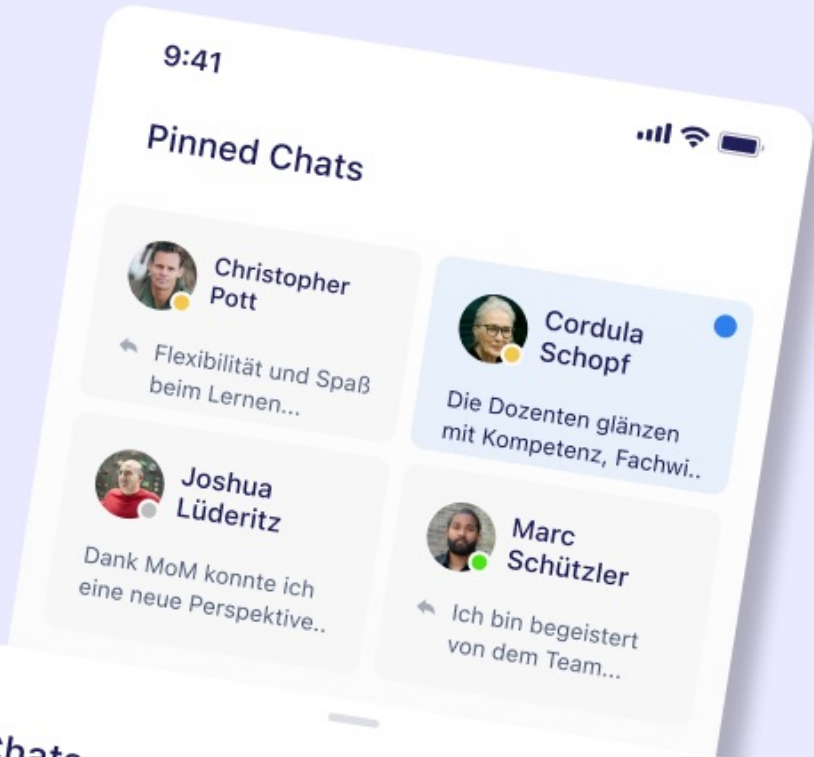 9:41
Pinned Chats
Christopher
Pott
Flexibilität und Spaß
beim Lernen...
Cordula
Schopf
Die Dozenten glänzen
mit Kompetenz, Fachwi..
Joshua
Lüderitz
Dank MoM konnte ich
eine neue Perspektive..
Marc
Schützler
Ich bin begeistert
von dem Team...
Chats